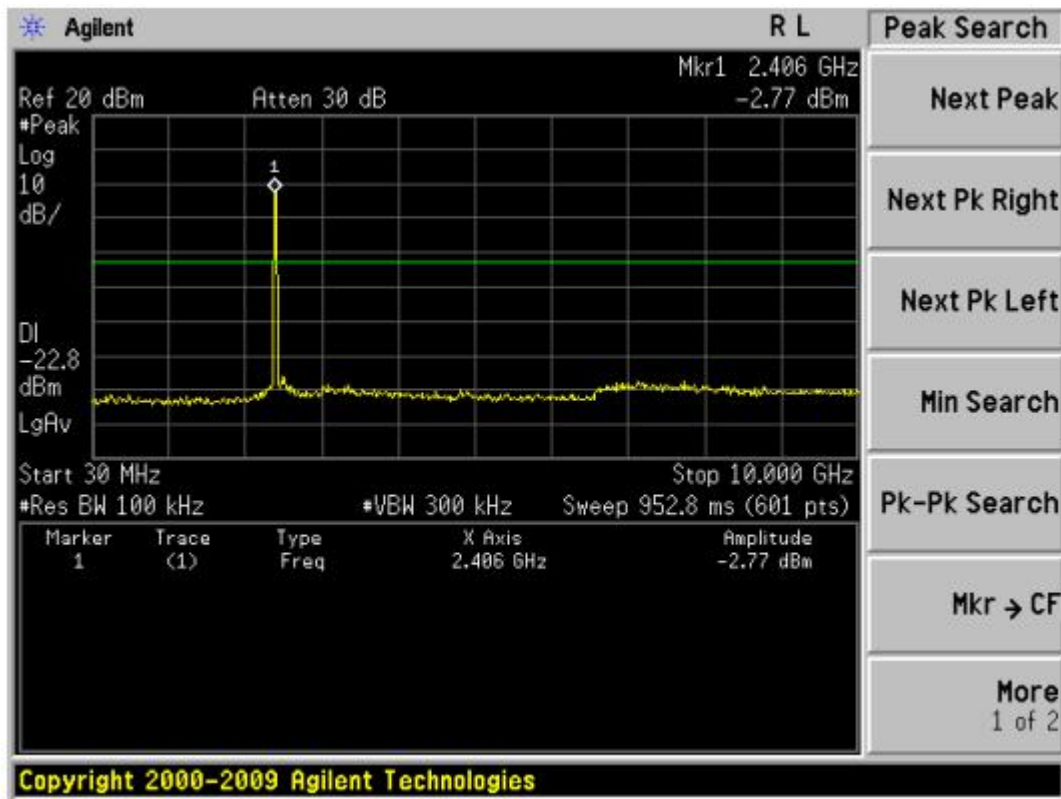 Agilent
R L
Peak Search
Mkr1 2.406 GHz
Ref 20 dBm Atten 30 dB -2.77 dBm
#Peak
Log
10
dB/
1
DI
-22.8
dBm
LgAv
Start 30 MHz Stop 10.000 GHz
#Res BW 100 kHz #VBW 300 kHz Sweep 952.8 ms (601 pts)
Marker Trace Type X Axis Amplitude
1 (1) Freq 2.406 GHz -2.77 dBm
Next Peak
Next Pk Right
Next Pk Left
Min Search
Pk-Pk Search
Mkr → CF
More
1 of 2
Copyright 2000-2009 Agilent Technologies